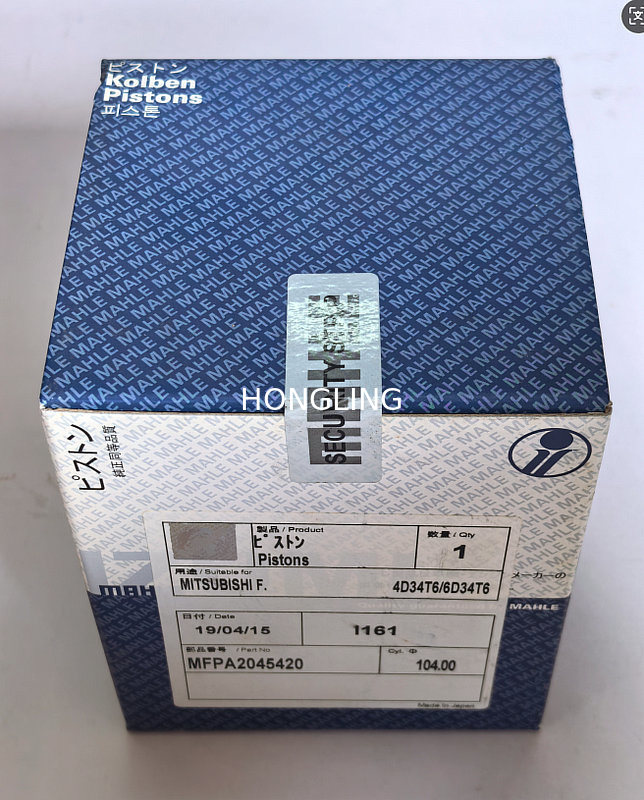 ピストン
Kolben
Pistons
피스톤
SECURITY
HONGLING
ピストン
純正同等品質
製品 / Product
ピストン
Pistons
数量 / Qty
1
用途 / Suitable for
MITSUBISHI F.
4D34T6/6D34T6
メーカーの
MAHLE
日付 / Date
19/04/15
I161
部品番号 / Part No
MFPA2045420
Cyl. Φ
104.00
Made in Japan